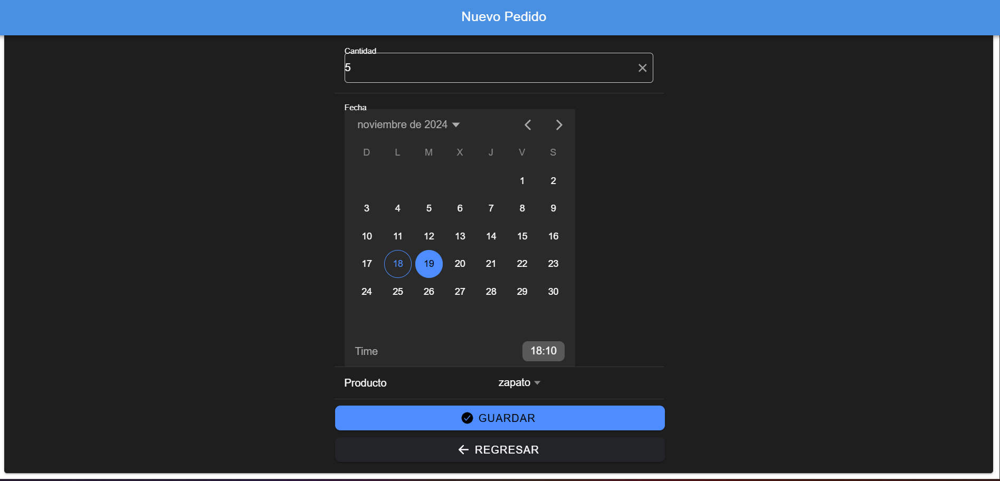 Nuevo Pedido
Cantidad
5
Fecha
noviembre de 2024
D L M X J V S
1 2
3 4 5 6 7 8 9
10 11 12 13 14 15 16
17 18 19 20 21 22 23
24 25 26 27 28 29 30
Time 18:10
Producto zapato
GUARDAR
REGRESAR